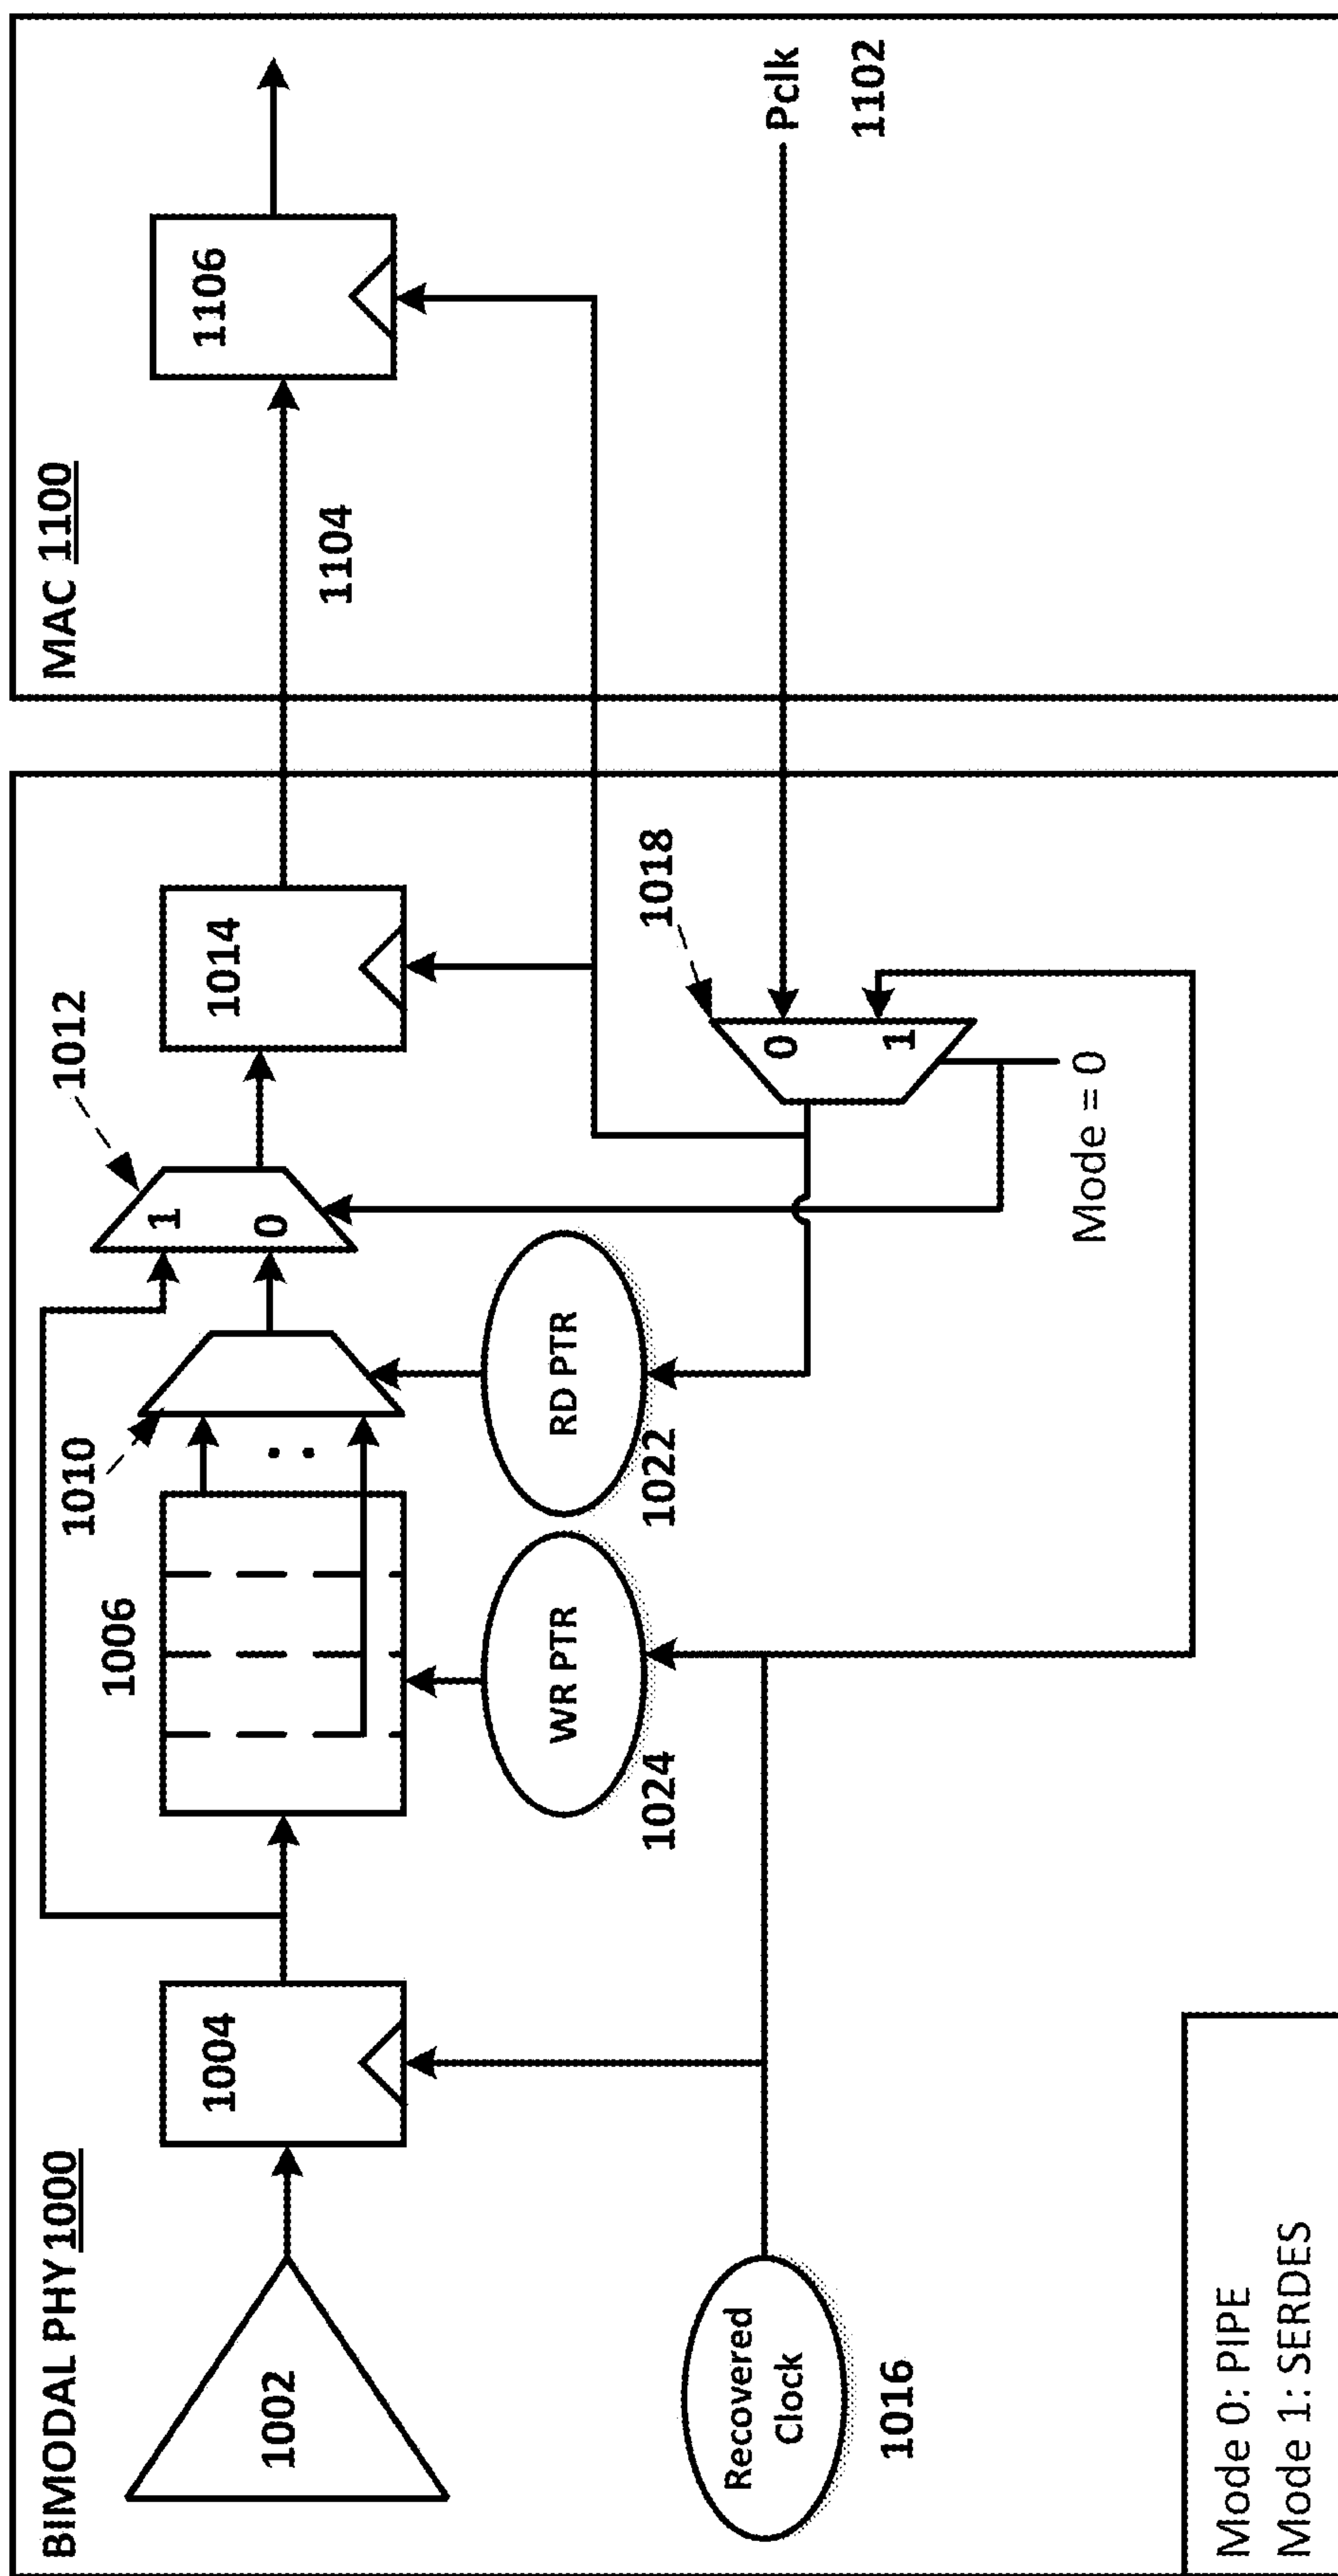 BIMODAL PHY 1000
MAC 1100
1002
1004
1006
1010
1012
1
0
1014
1104
1106
1018
0
1
Pclk
1102
WR PTR
1024
RD PTR
1022
Recovered
Clock
1016
Mode = 0
Mode 0: PIPE
Mode 1: SERDES